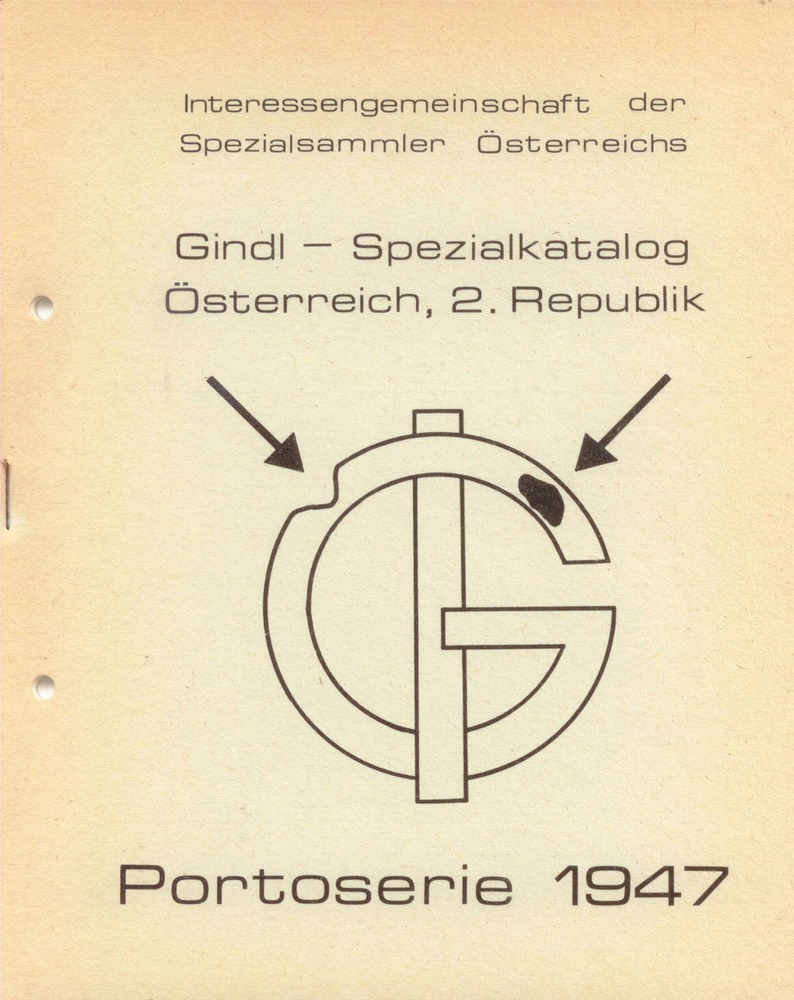 Interessengemeinschaft der
Spezialsammler Österreichs
Gindl – Spezialkatalog
Österreich, 2. Republik
Portoserie 1947